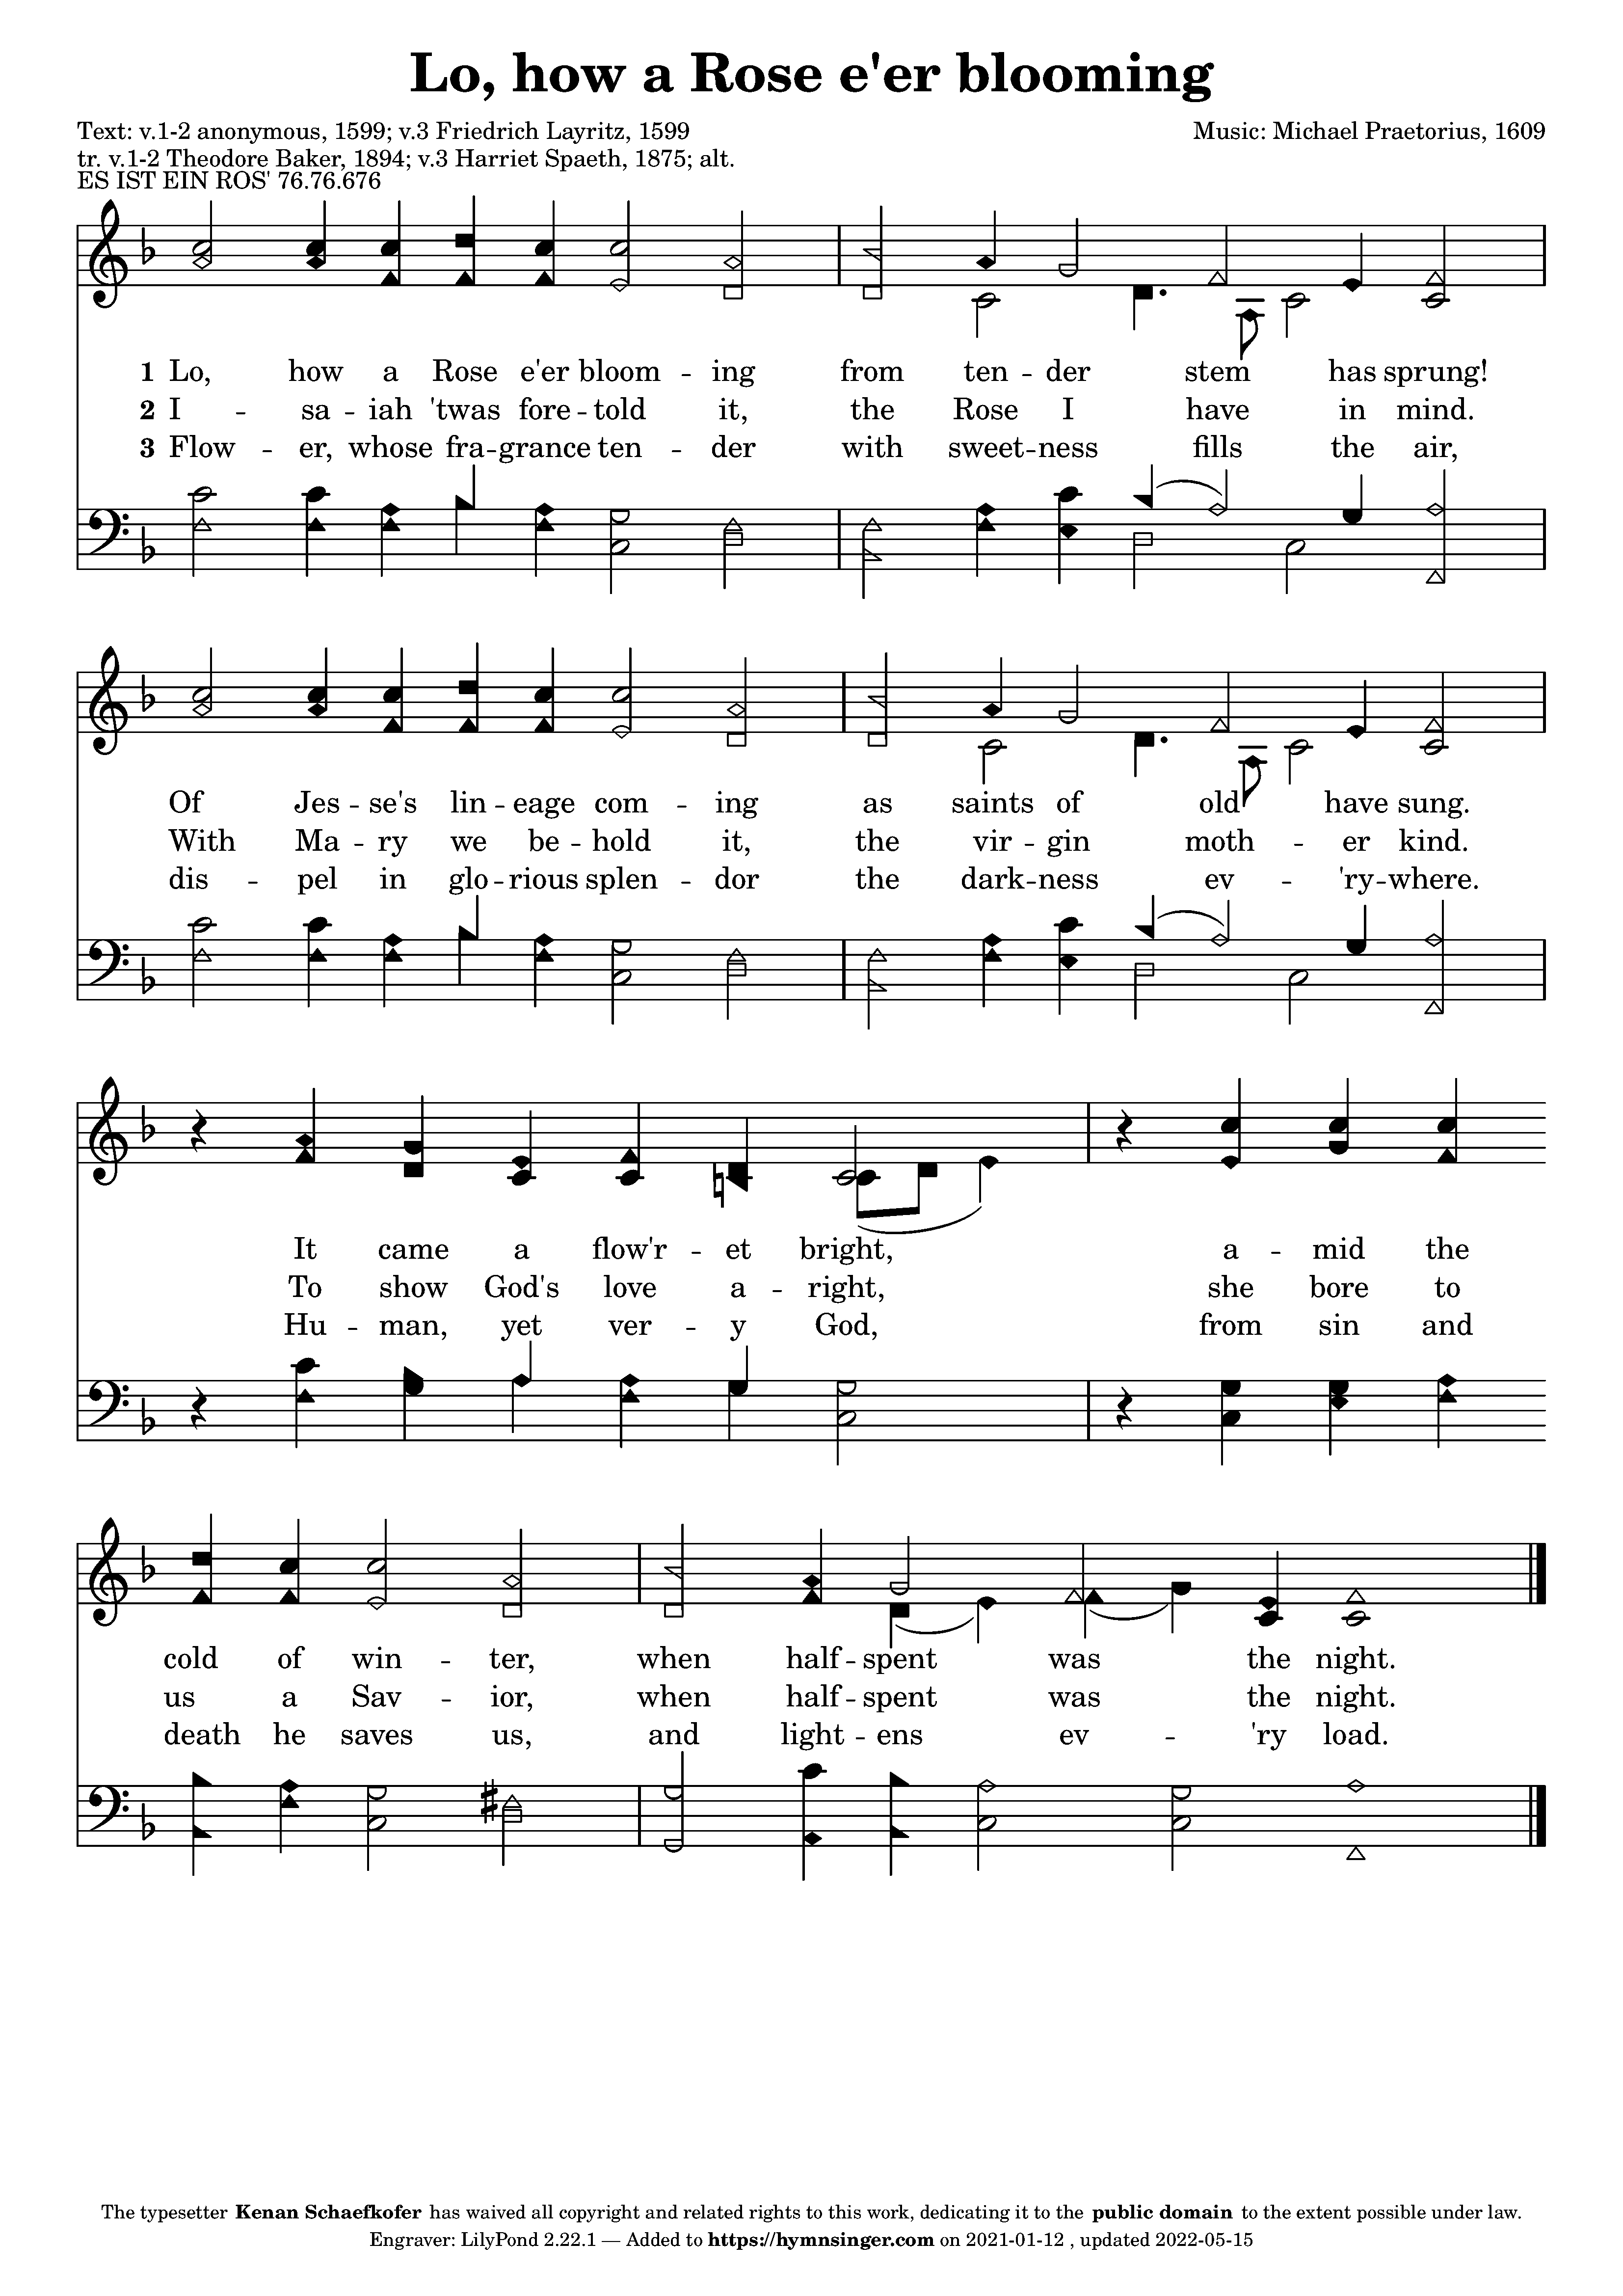 Lo, how a Rose e'er blooming
Text: v.1-2 anonymous, 1599; v.3 Friedrich Layritz, 1599
Music: Michael Praetorius, 1609
tr. v.1-2 Theodore Baker, 1894; v.3 Harriet Spaeth, 1875; alt.
ES IST EIN ROS' 76.76.676
1 Lo, how a Rose e'er bloom -- ing from ten -- der stem has sprung!
2 I -- sa -- iah 'twas fore -- told it, the Rose I have in mind.
3 Flow -- er, whose fra -- grance ten -- der with sweet -- ness fills the air,
Of Jes -- se's lin -- eage com -- ing as saints of old have sung.
With Ma -- ry we be -- hold it, the vir -- gin moth -- er kind.
dis -- pel in glo -- rious splen -- dor the dark -- ness ev -- 'ry -- where.
It came a flow'r -- et bright, a -- mid the
To show God's love a -- right, she bore to
Hu -- man, yet ver -- y God, from sin and
cold of win -- ter, when half -- spent was the night.
us a Sav -- ior, when half -- spent was the night.
death he saves us, and light -- ens ev -- 'ry load.
The typesetter Kenan Schaefkofer has waived all copyright and related rights to this work, dedicating it to the public domain to the extent possible under law.
Engraver: LilyPond 2.22.1 — Added to https://hymnsinger.com on 2021-01-12 , updated 2022-05-15